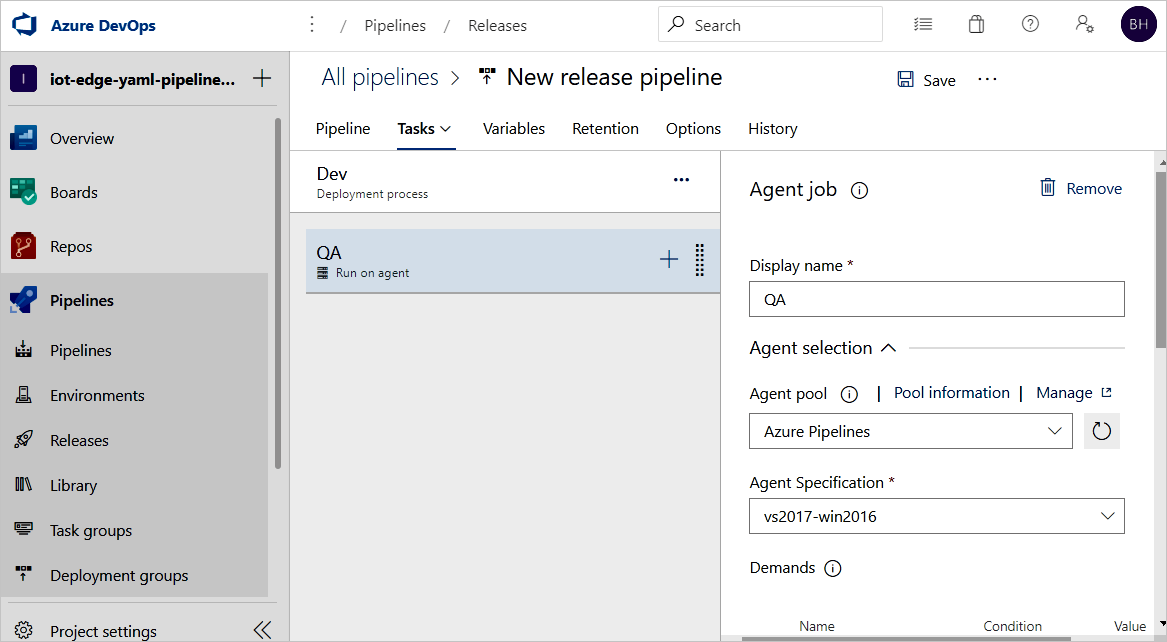 Azure DevOps
/ Pipelines / Releases
Search
BH
I iot-edge-yaml-pipeline...
Overview
Boards
Repos
Pipelines
Pipelines
Environments
Releases
Library
Task groups
Deployment groups
Project settings
All pipelines > New release pipeline
Save ...
Pipeline Tasks Variables Retention Options History
Dev
Deployment process
QA
Run on agent
Agent job
Remove
Display name *
QA
Agent selection
Agent pool | Pool information | Manage
Azure Pipelines
Agent Specification *
vs2017-win2016
Demands
Name Condition Value